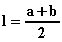 l = a + b / 2